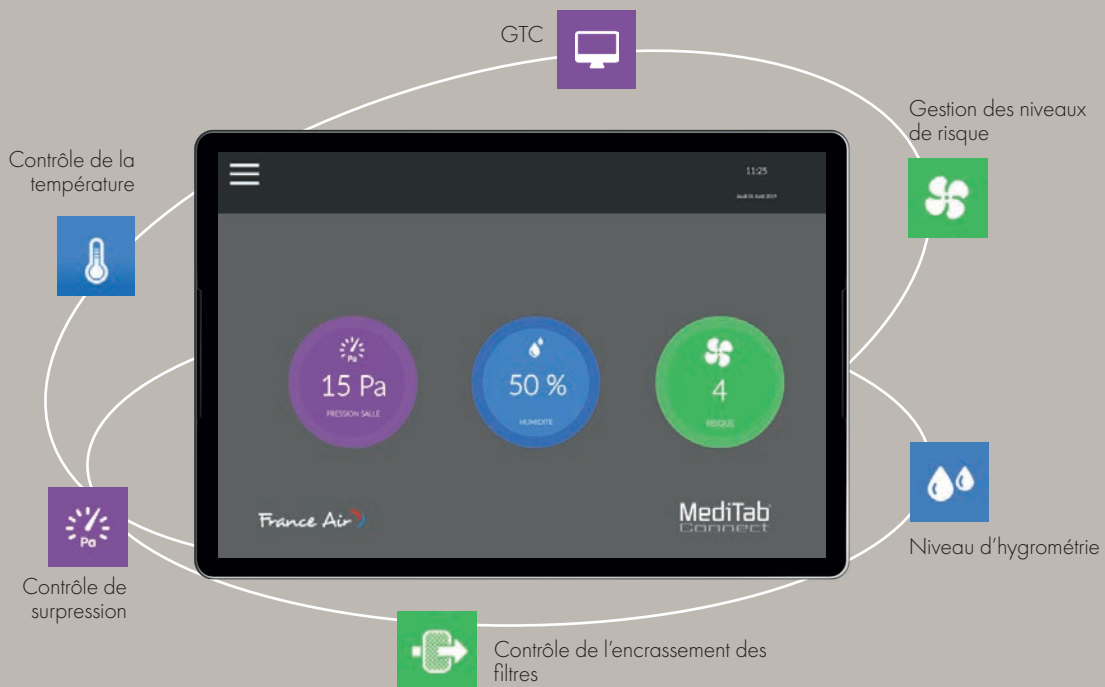 GTC
Gestion des niveaux
de risque
Contrôle de la
température
11:25
Pa
15 Pa
PRESSION SALLE
50 %
HUMIDITE
4
RISQUE
France Air
MediTab
Connect
Pa
Contrôle de
surpression
Niveau d'hygrométrie
Contrôle de l'encrassement des
filtres